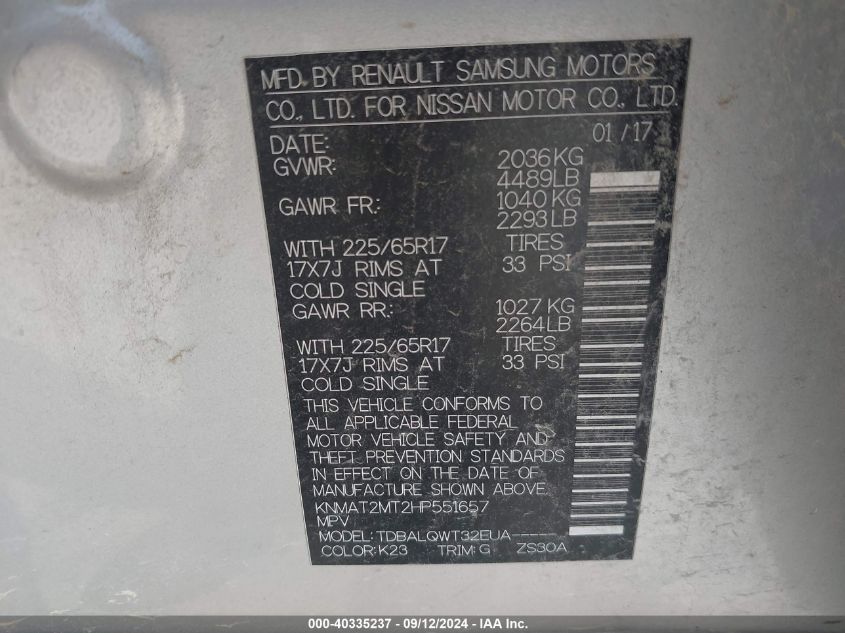 MFD. BY RENAULT SAMSUNG MOTORS
CO., LTD. FOR NISSAN MOTOR CO., LTD.
DATE: 01/17
GVWR: 2036KG
4489LB
GAWR FR.: 1040KG
2293LB
WITH 225/65R17 TIRES
17X7J RIMS AT 33 PSI
COLD SINGLE
GAWR RR.: 1027KG
2264LB
WITH 225/65R17 TIRES
17X7J RIMS AT 33 PSI
COLD SINGLE
THIS VEHICLE CONFORMS TO
ALL APPLICABLE FEDERAL
MOTOR VEHICLE SAFETY AND
THEFT PREVENTION STANDARDS
IN EFFECT ON THE DATE OF
MANUFACTURE SHOWN ABOVE.
KNMAT2MT2HP551657
MPV
MODEL: TDBALQWT32EUA-----
COLOR: K23 TRIM: G ZS30A
000-40335237 - 09/12/2024 - IAA Inc.